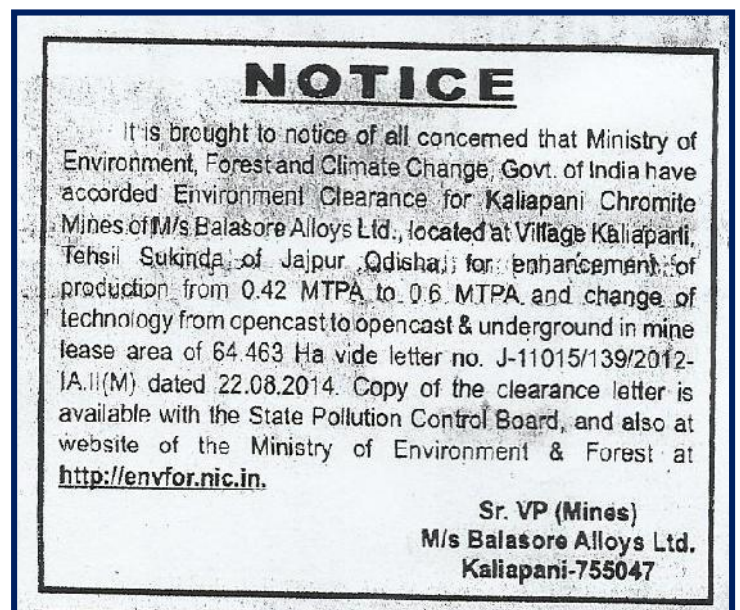 NOTICE
It is brought to notice of all concerned that Ministry of
Environment, Forest and Climate Change, Govt. of India have
accorded Environment Clearance for Kaliapani Chromite
Mines of M/s Balasore Alloys Ltd., located at Village Kaliapani,
Tehsil Sukinda, of Jajpur Odisha, for enhancement of
production from 0.42 MTPA to 0.6 MTPA and change of
technology from opencast to opencast & underground in mine
lease area of 64.463 Ha vide letter no. J-11015/139/2012-
IA.II(M) dated 22.08.2014. Copy of the clearance letter is
available with the State Pollution Control Board, and also at
website of the Ministry of Environment & Forest at
http://envfor.nic.in.
Sr. VP (Mines)
M/s Balasore Alloys Ltd.
Kaliapani-755047